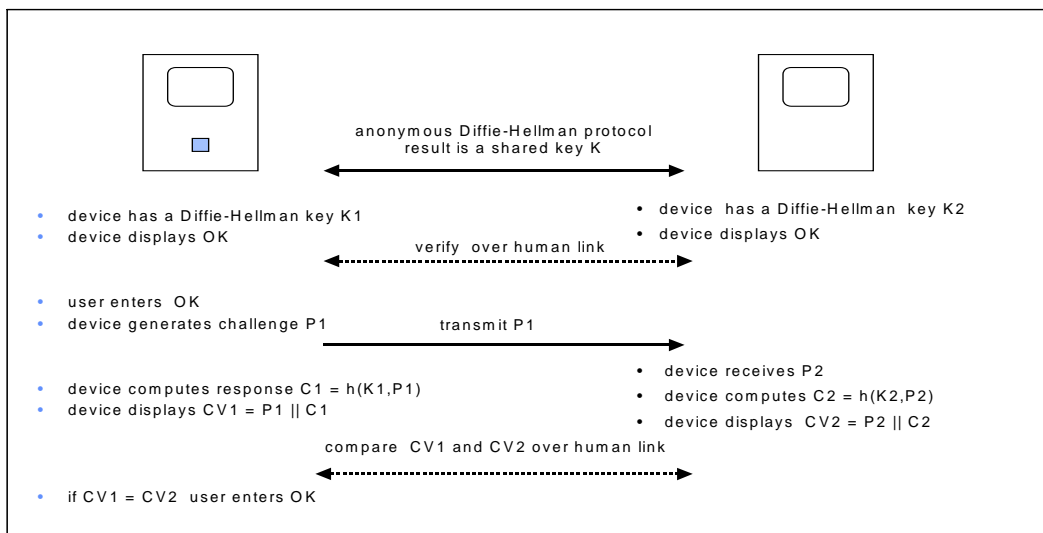 anonymous Diffie-Hellman protocol
result is a shared key K
• device has a Diffie-Hellman key K1
• device displays OK
• device has a Diffie-Hellman key K2
• device displays OK
verify over human link
• user enters OK
• device generates challenge P1
transmit P1
• device computes response C1 = h(K1,P1)
• device displays CV1 = P1 || C1
• device receives P2
• device computes C2 = h(K2,P2)
• device displays CV2 = P2 || C2
compare CV1 and CV2 over human link
• if CV1 = CV2 user enters OK